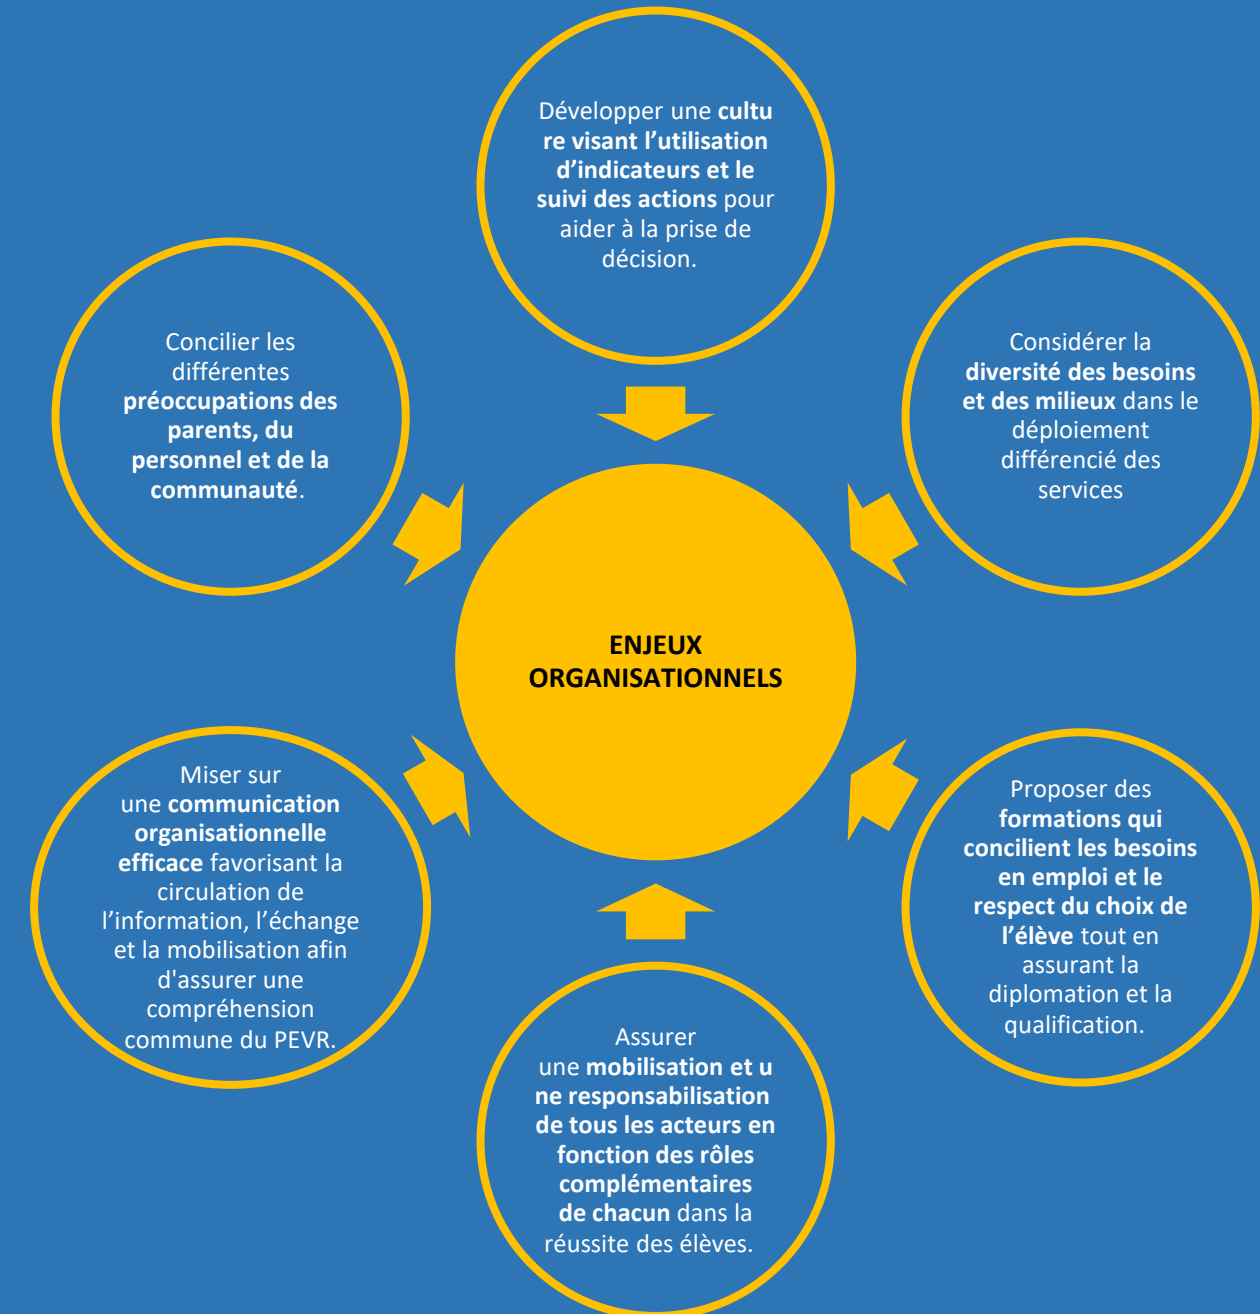 Développer une cultu
re visant l’utilisation
d’indicateurs et le
suivi des actions pour
aider à la prise de
décision.
Concilier les
différentes
préoccupations des
parents, du
personnel et de la
communauté.
Considérer la
diversité des besoins
et des milieux dans le
déploiement
différencié des
services
ENJEUX
ORGANISATIONNELS
Miser sur
une communication
organisationnelle
efficace favorisant la
circulation de
l’information, l’échange
et la mobilisation afin
d'assurer une
compréhension
commune du PEVR.
Proposer des
formations qui
concilient les besoins
en emploi et le
respect du choix de
l’élève tout en
assurant la
diplomation et la
qualification.
Assurer
une mobilisation et u
ne responsabilisation
de tous les acteurs en
fonction des rôles
complémentaires
de chacun dans la
réussite des élèves.